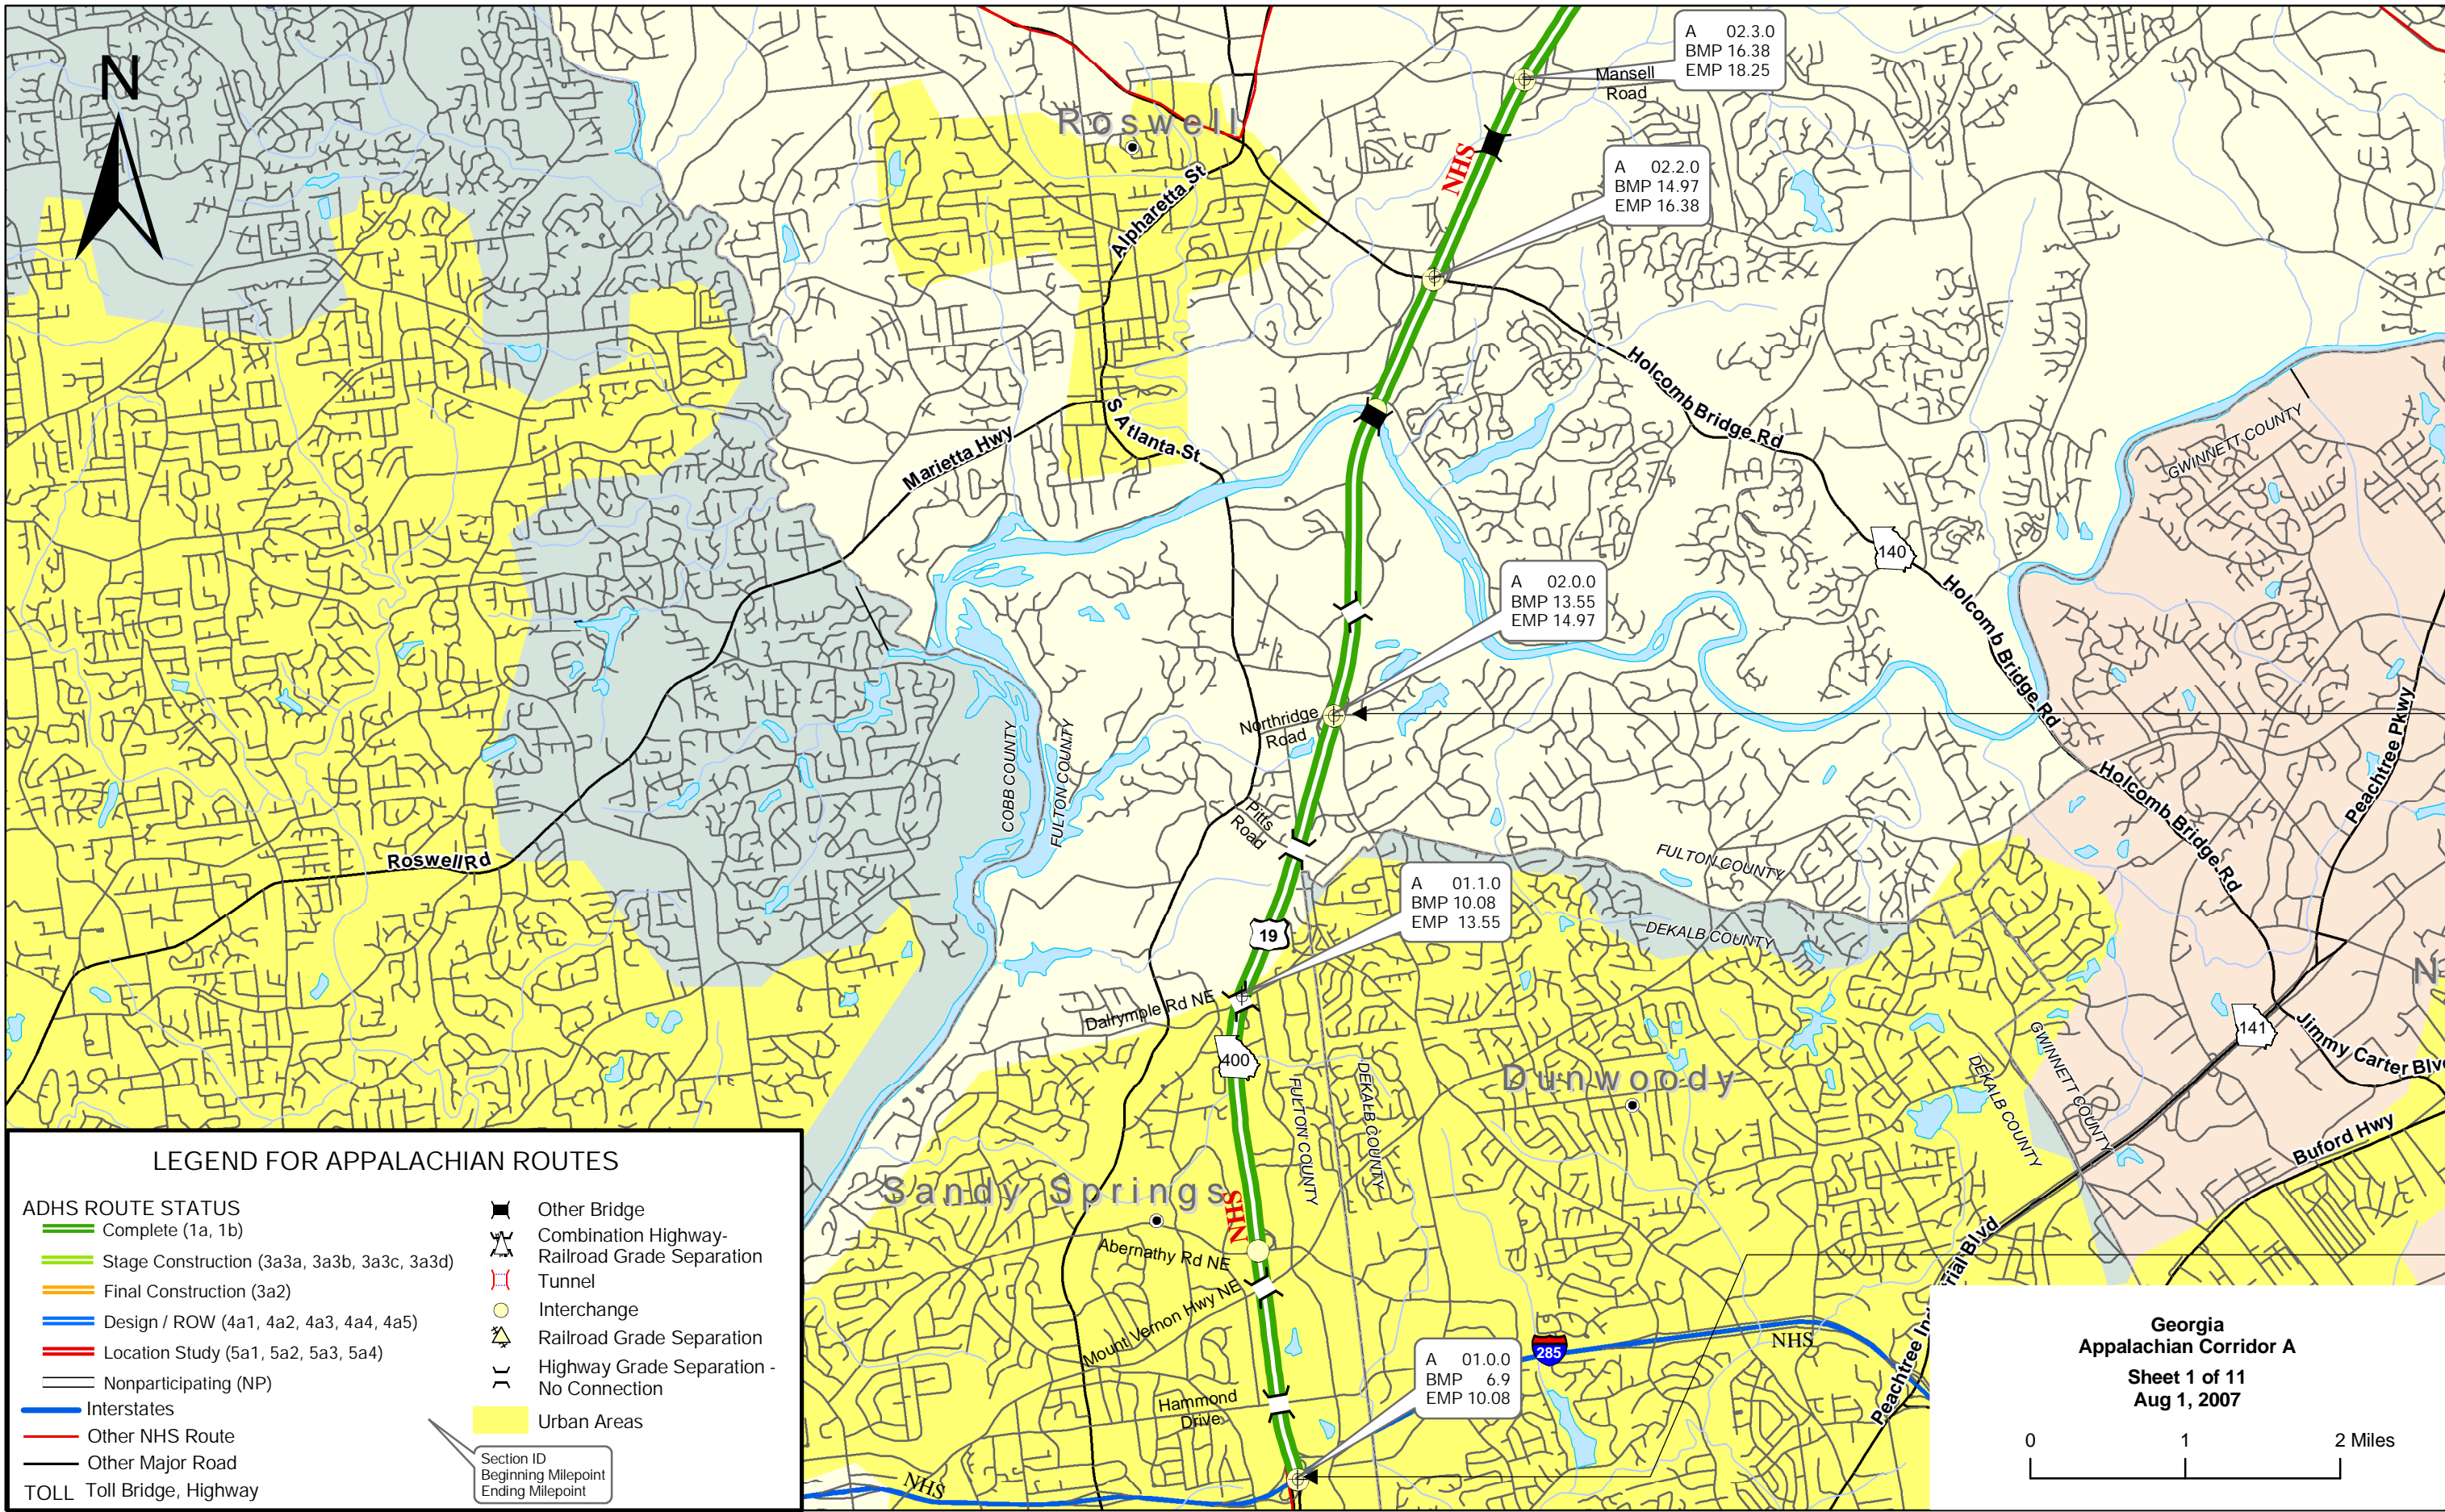 N
Roswell
Alpharetta St
NHS
A 02.3.0
BMP 16.38
EMP 18.25
Mansell
Road
A 02.2.0
BMP 14.97
EMP 16.38
Marietta Hwy
S Atlanta St
Holcomb Bridge Rd
GWINNETT COUNTY
140
Holcomb Bridge Rd
A 02.0.0
BMP 13.55
EMP 14.97
Northridge
Road
COBB COUNTY
FULTON COUNTY
Pitts
Road
Roswell Rd
Peachtree Pkwy
Holcomb Bridge Rd
FULTON COUNTY
DEKALB COUNTY
A 01.1.0
BMP 10.08
EMP 13.55
19
Dalrymple Rd NE
400
N
141
Jimmy Carter Blv
FULTON COUNTY
DEKALB COUNTY
Dunwoody
DEKALB COUNTY
GWINNETT COUNTY
Buford Hwy
Sandy Springs
NHS
Abernathy Rd NE
Mount Vernon Hwy NE
Hammond
Drive
A 01.0.0
BMP 6.9
EMP 10.08
285
NHS
NHS
Peachtree In
rial Blvd
LEGEND FOR APPALACHIAN ROUTES
ADHS ROUTE STATUS
Complete (1a, 1b)
Stage Construction (3a3a, 3a3b, 3a3c, 3a3d)
Final Construction (3a2)
Design / ROW (4a1, 4a2, 4a3, 4a4, 4a5)
Location Study (5a1, 5a2, 5a3, 5a4)
Nonparticipating (NP)
Interstates
Other NHS Route
Other Major Road
TOLL Toll Bridge, Highway
Other Bridge
Combination Highway-
Railroad Grade Separation
Tunnel
Interchange
Railroad Grade Separation
Highway Grade Separation -
No Connection
Urban Areas
Section ID
Beginning Milepoint
Ending Milepoint
Georgia
Appalachian Corridor A
Sheet 1 of 11
Aug 1, 2007
0 1 2 Miles